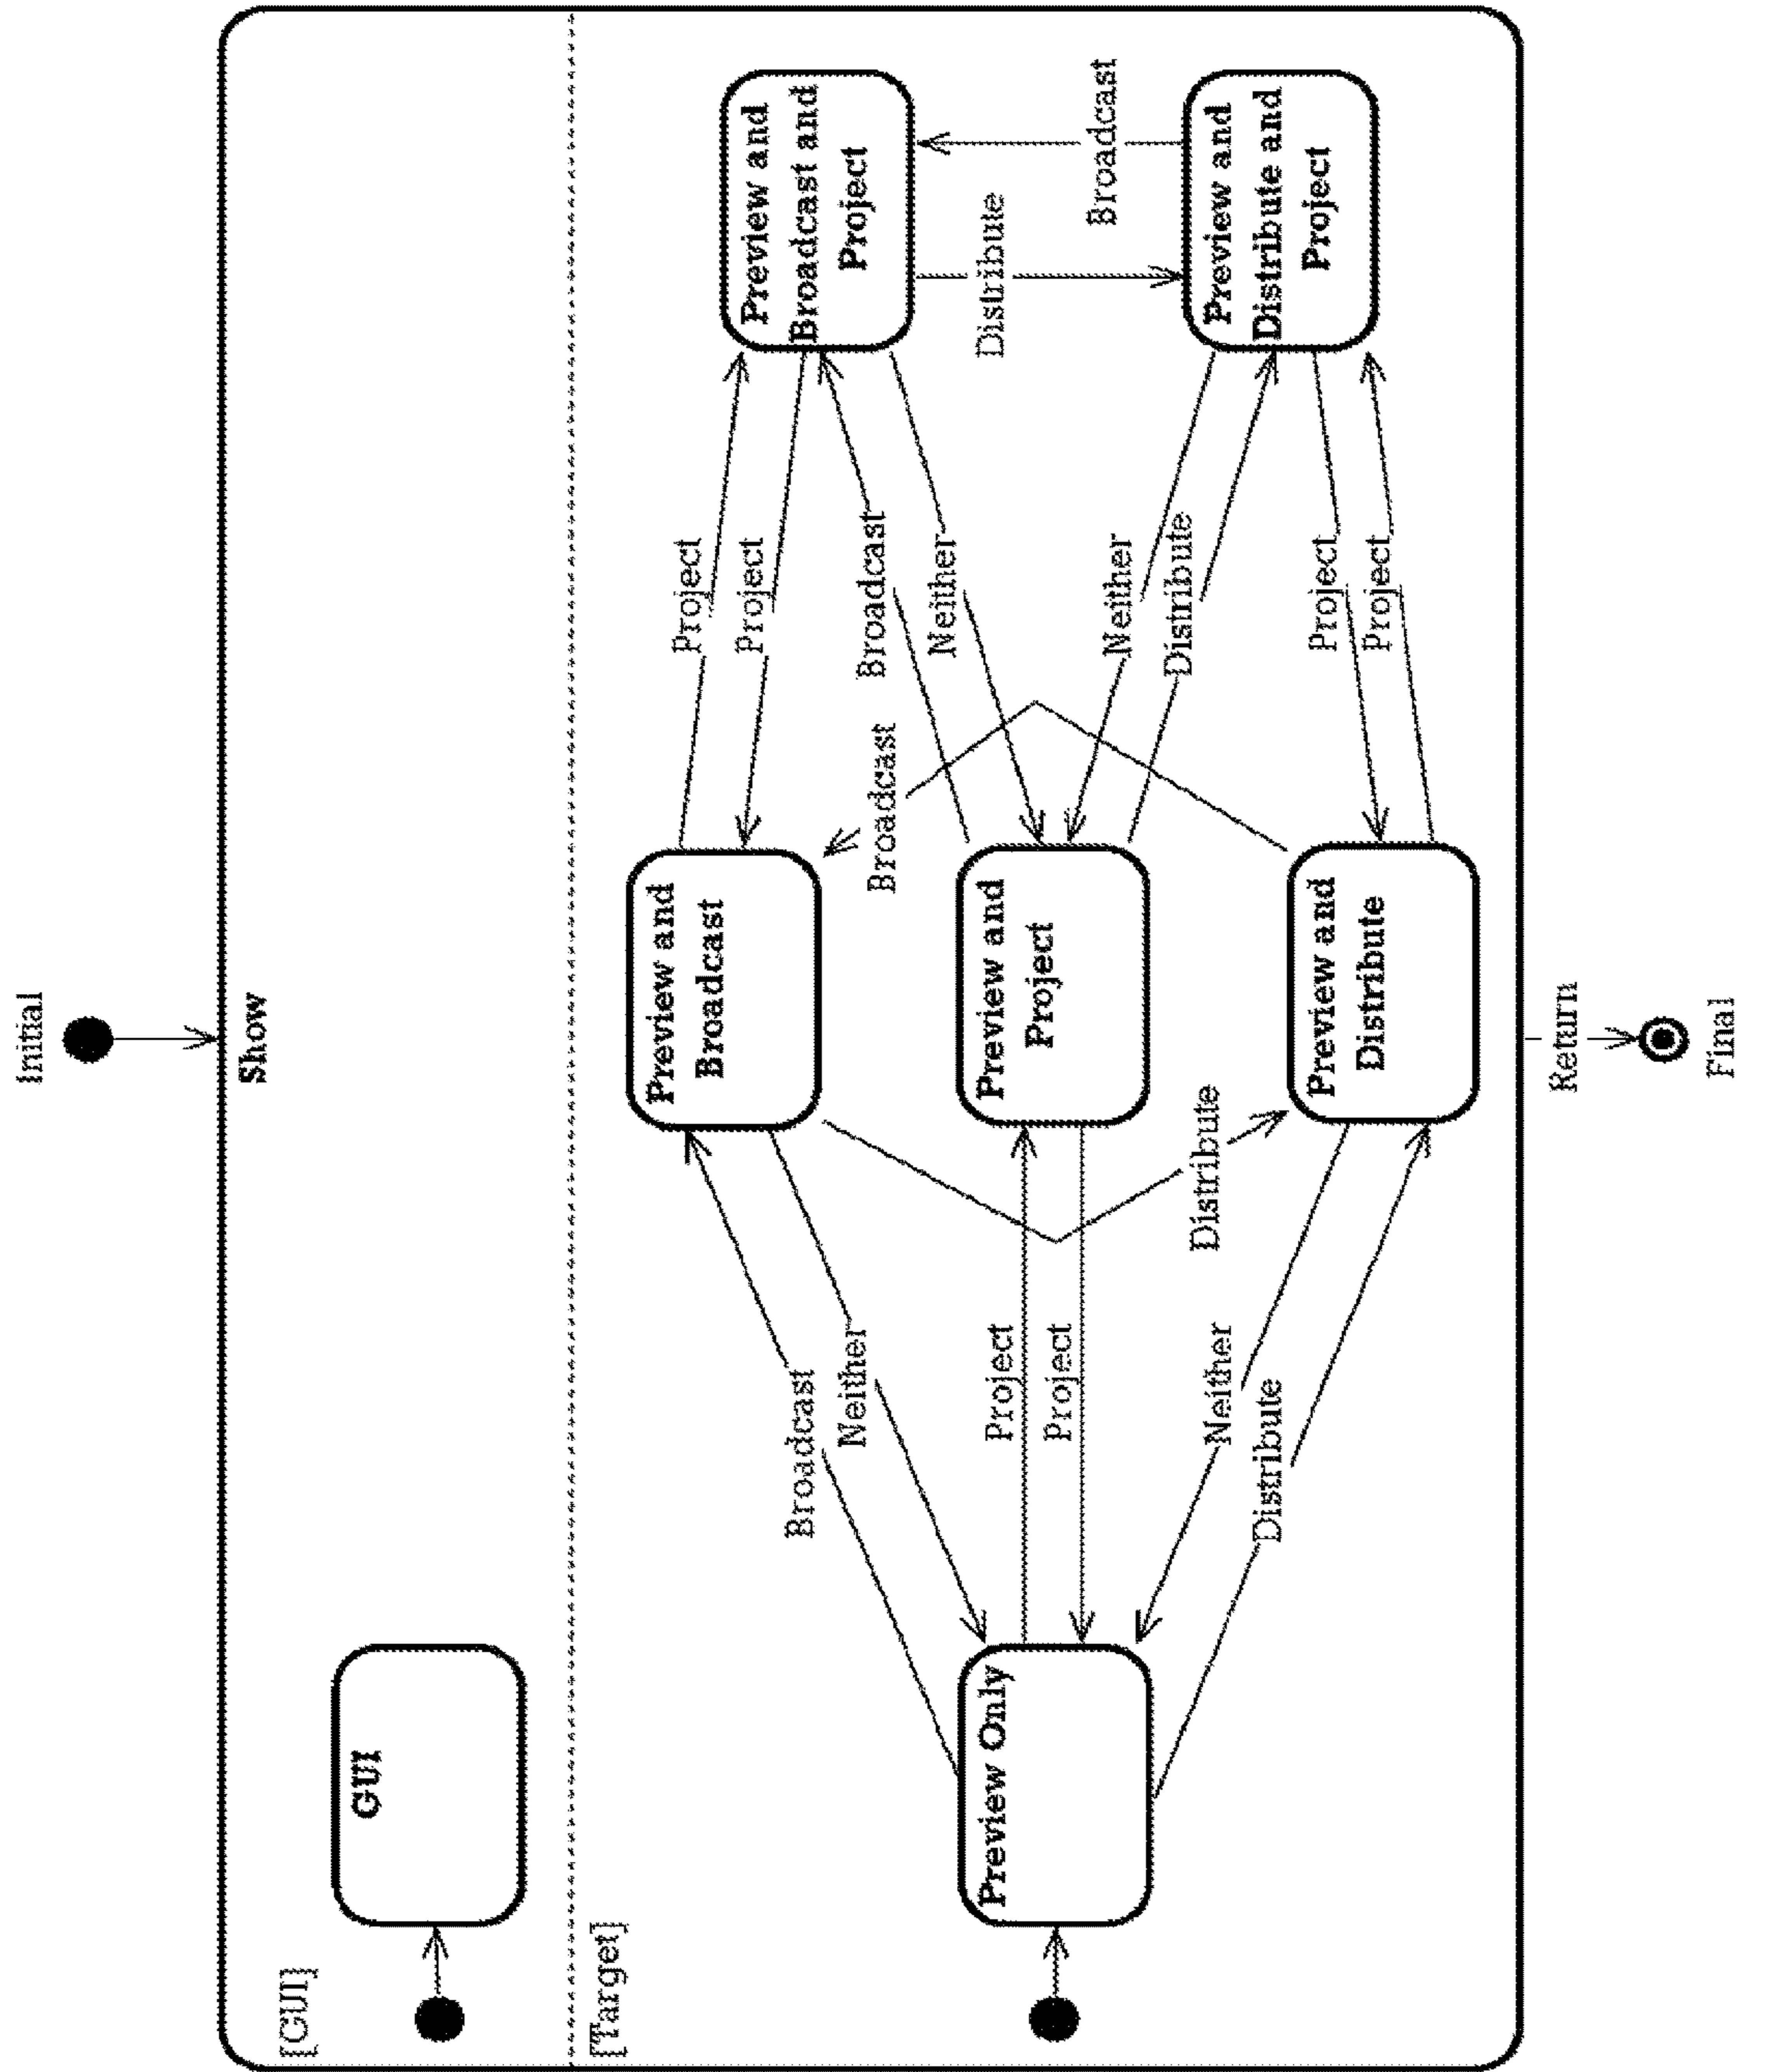 Initial
Show
[GUI]
GUI
[Target]
Preview Only
Broadcast
Neither
Project
Project
Neither
Distribute
Preview and
Broadcast
Preview and
Project
Preview and
Distribute
Distribute
Broadcast
Project
Project
Broadcast
Neither
Neither
Distribute
Project
Project
Preview and
Broadcast and
Project
Distribute
Broadcast
Preview and
Distribute and
Project
Return
Final